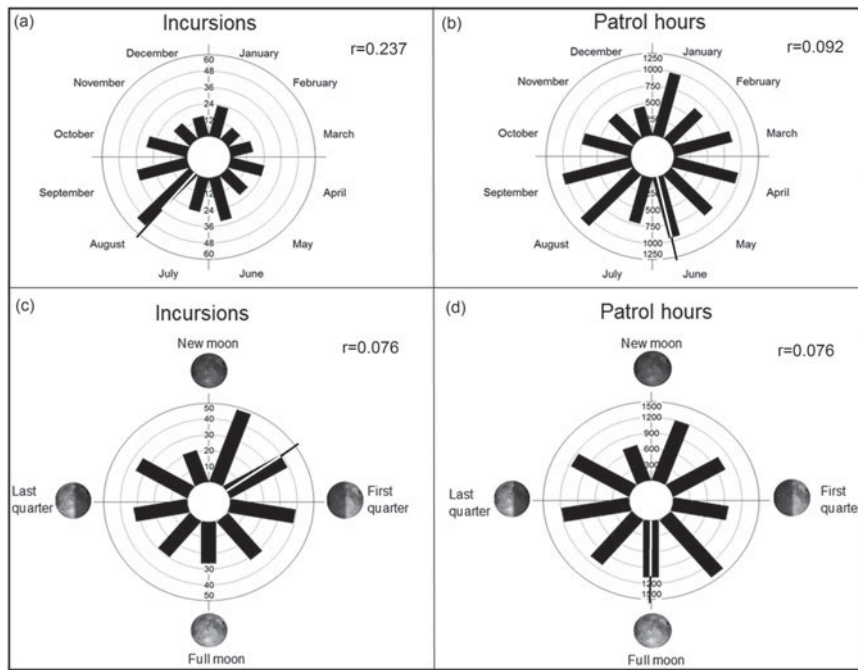 (a)
Incursions
r=0.237
December
January
November
February
October
March
September
April
August
May
July
June
60
48
36
24
12
12
24
36
48
60
(b)
Patrol hours
r=0.092
December
January
November
February
October
March
September
April
August
May
July
June
1250
1000
750
500
250
500
750
1000
1250
(c)
Incursions
r=0.076
New moon
50
40
30
20
10
Last
quarter
First
quarter
30
40
50
Full moon
(d)
Patrol hours
r=0.076
New moon
1500
1200
900
600
300
Last
quarter
First
quarter
1200
1500
Full moon